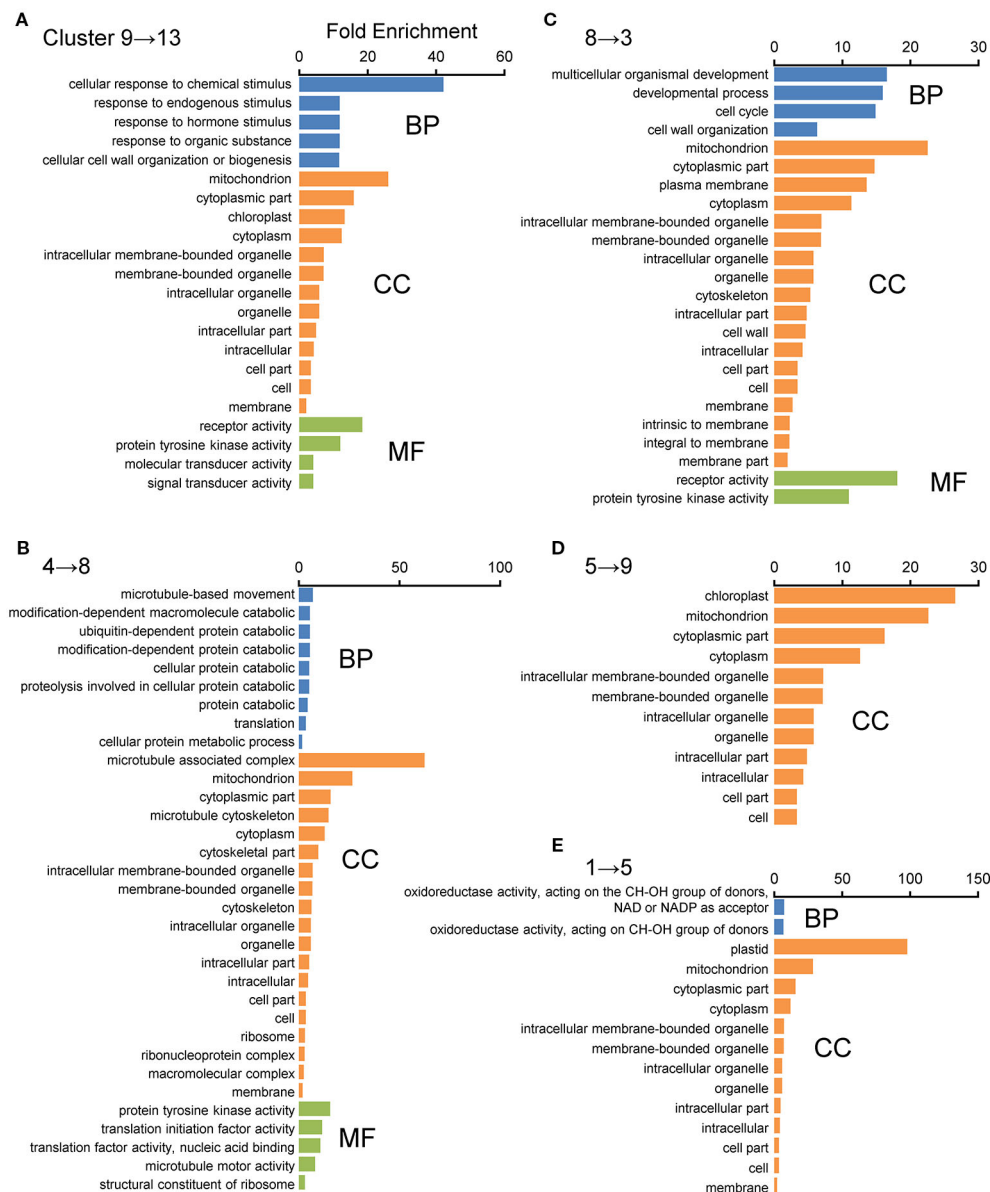 A
Cluster 9→13
Fold Enrichment
0 20 40 60
cellular response to chemical stimulus
response to endogenous stimulus
response to hormone stimulus
response to organic substance
cellular cell wall organization or biogenesis
BP
mitochondrion
cytoplasmic part
chloroplast
cytoplasm
intracellular membrane-bounded organelle
membrane-bounded organelle
intracellular organelle
organelle
intracellular part
intracellular
cell part
cell
membrane
CC
receptor activity
protein tyrosine kinase activity
molecular transducer activity
signal transducer activity
MF
B
4→8
0 50 100
microtubule-based movement
modification-dependent macromolecule catabolic
ubiquitin-dependent protein catabolic
modification-dependent protein catabolic
cellular protein catabolic
proteolysis involved in cellular protein catabolic
protein catabolic
translation
cellular protein metabolic process
BP
microtubule associated complex
mitochondrion
cytoplasmic part
microtubule cytoskeleton
cytoplasm
cytoskeletal part
intracellular membrane-bounded organelle
membrane-bounded organelle
cytoskeleton
intracellular organelle
organelle
intracellular part
intracellular
cell part
cell
ribosome
ribonucleoprotein complex
macromolecular complex
membrane
CC
protein tyrosine kinase activity
translation initiation factor activity
translation factor activity, nucleic acid binding
microtubule motor activity
structural constituent of ribosome
MF
C
8→3
0 10 20 30
multicellular organismal development
developmental process
cell cycle
cell wall organization
BP
mitochondrion
cytoplasmic part
plasma membrane
cytoplasm
intracellular membrane-bounded organelle
membrane-bounded organelle
intracellular organelle
organelle
cytoskeleton
intracellular part
cell wall
intracellular
cell part
cell
membrane
intrinsic to membrane
integral to membrane
membrane part
CC
receptor activity
protein tyrosine kinase activity
MF
D
5→9
0 10 20 30
chloroplast
mitochondrion
cytoplasmic part
cytoplasm
intracellular membrane-bounded organelle
membrane-bounded organelle
intracellular organelle
organelle
intracellular part
intracellular
cell part
cell
CC
E
1→5
0 50 100 150
oxidoreductase activity, acting on the CH-OH group of donors,
NAD or NADP as acceptor
oxidoreductase activity, acting on CH-OH group of donors
BP
plastid
mitochondrion
cytoplasmic part
cytoplasm
intracellular membrane-bounded organelle
membrane-bounded organelle
intracellular organelle
organelle
intracellular part
intracellular
cell part
cell
membrane
CC